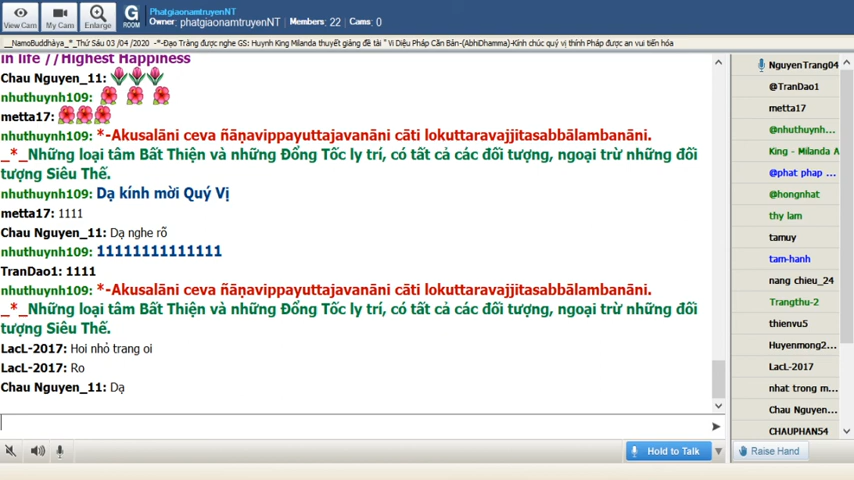 View Cam
My Cam
Enlarge
G
ROOM
PhatgiaonamtruyenNT
Owner: phatgiaonamtruyenNT | Members: 22 | Cams: 0
__NamoBuddhàya_*_Thứ Sáu 03 /04 /2020 -*-Đạo Tràng được nghe GS: Huynh King Milanda thuyết giảng đề tài " Vi Diệu Pháp Căn Bản-(AbhiDhamma)-Kính chúc quý vị thính Pháp được an vui tiến hóa
in life //Highest Happiness
Chau Nguyen_11:
nhuthuynh109:
metta17:
nhuthuynh109: *-Akusalāni ceva ñāṇavippayuttajavanāni cāti lokuttaravajjitasabbālambanāni.
_*_Những loại tâm Bất Thiện và những Đổng Tốc ly trí, có tất cả các đối tượng, ngoại trừ những đối
tượng Siêu Thế.
nhuthuynh109: Dạ kính mời Quý Vị
metta17: 1111
Chau Nguyen_11: Dạ nghe rõ
nhuthuynh109: 11111111111111
TranDao1: 1111
nhuthuynh109: *-Akusalāni ceva ñāṇavippayuttajavanāni cāti lokuttaravajjitasabbālambanāni.
_*_Những loại tâm Bất Thiện và những Đổng Tốc ly trí, có tất cả các đối tượng, ngoại trừ những đối
tượng Siêu Thế.
LacL-2017: Hoi nhỏ trang oi
LacL-2017: Ro
Chau Nguyen_11: Dạ
Hold to Talk
NguyenTrang04
@TranDao1
metta17
@nhuthuynh...
King - Milanda A
@phat phap ...
@hongnhat
thy lam
tamuy
tam-hanh
nang chieu_24
Trangthu-2
thienvu5
Huyenmong2...
LacL-2017
nhat trong m...
Chau Nguyen...
CHAUPHAN54
Raise Hand